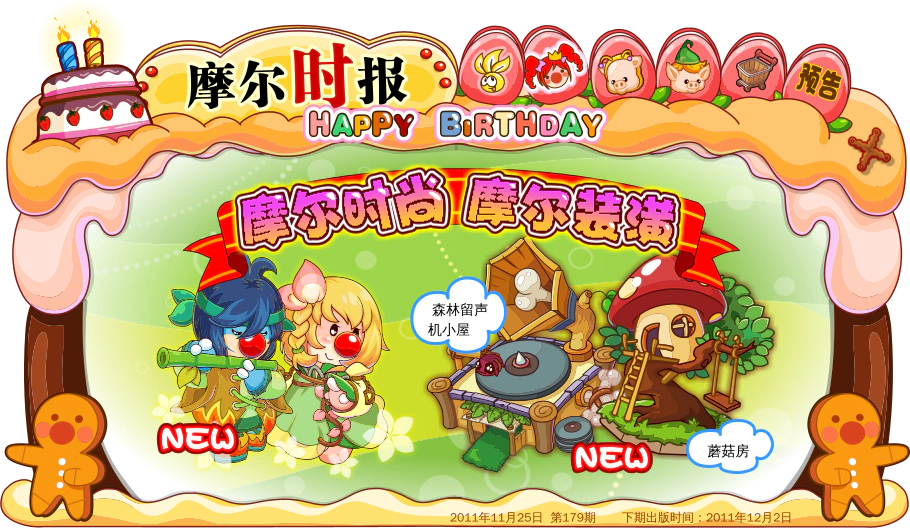 摩尔时报
预告
HAPPY BIRTHDAY
摩尔时尚 摩尔装潢
森林留声
机小屋
NEW
NEW
蘑菇房
2011年11月25日 第179期 下期出版时间：2011年12月2日